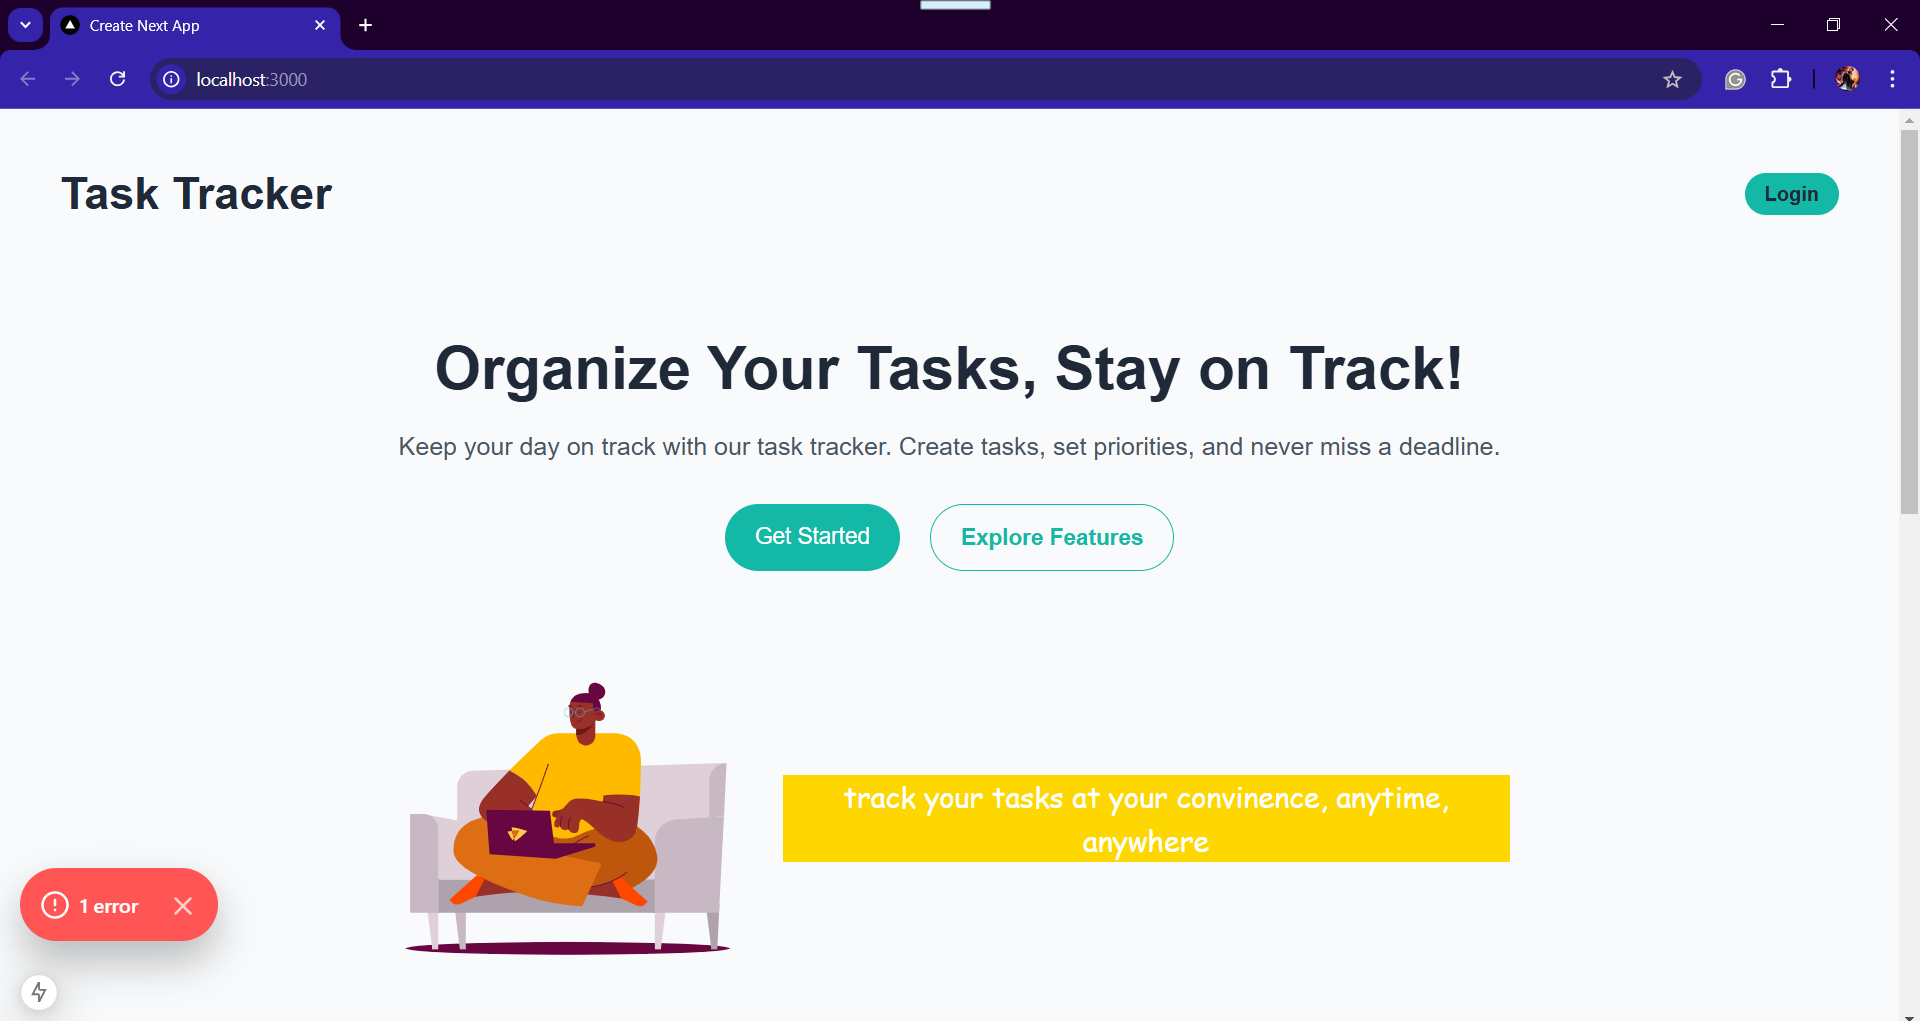 Create Next App
localhost:3000
Task Tracker
Login
Organize Your Tasks, Stay on Track!
Keep your day on track with our task tracker. Create tasks, set priorities, and never miss a deadline.
Get Started
Explore Features
track your tasks at your convinence, anytime,
anywhere
1 error